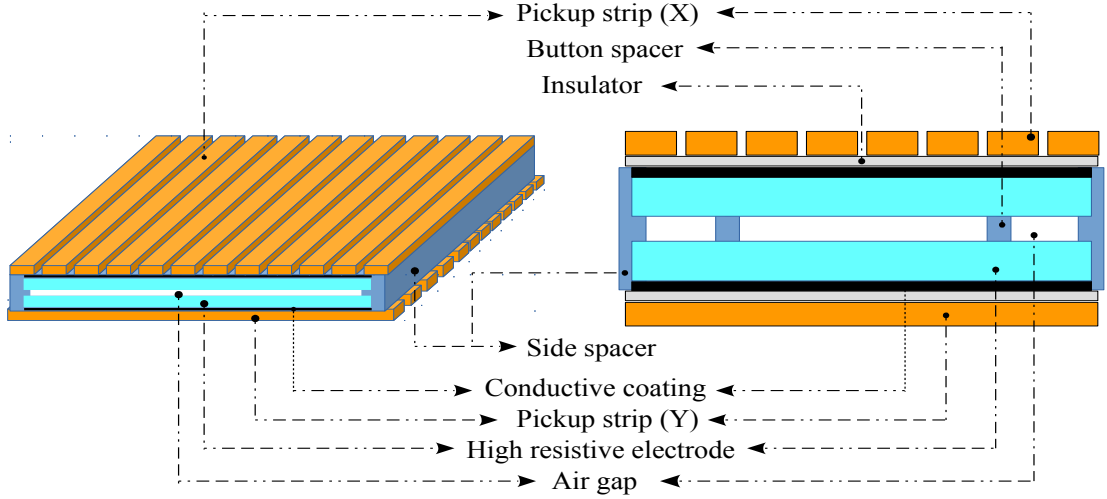 Pickup strip (X)
Button spacer
Insulator
Side spacer
Conductive coating
Pickup strip (Y)
High resistive electrode
Air gap